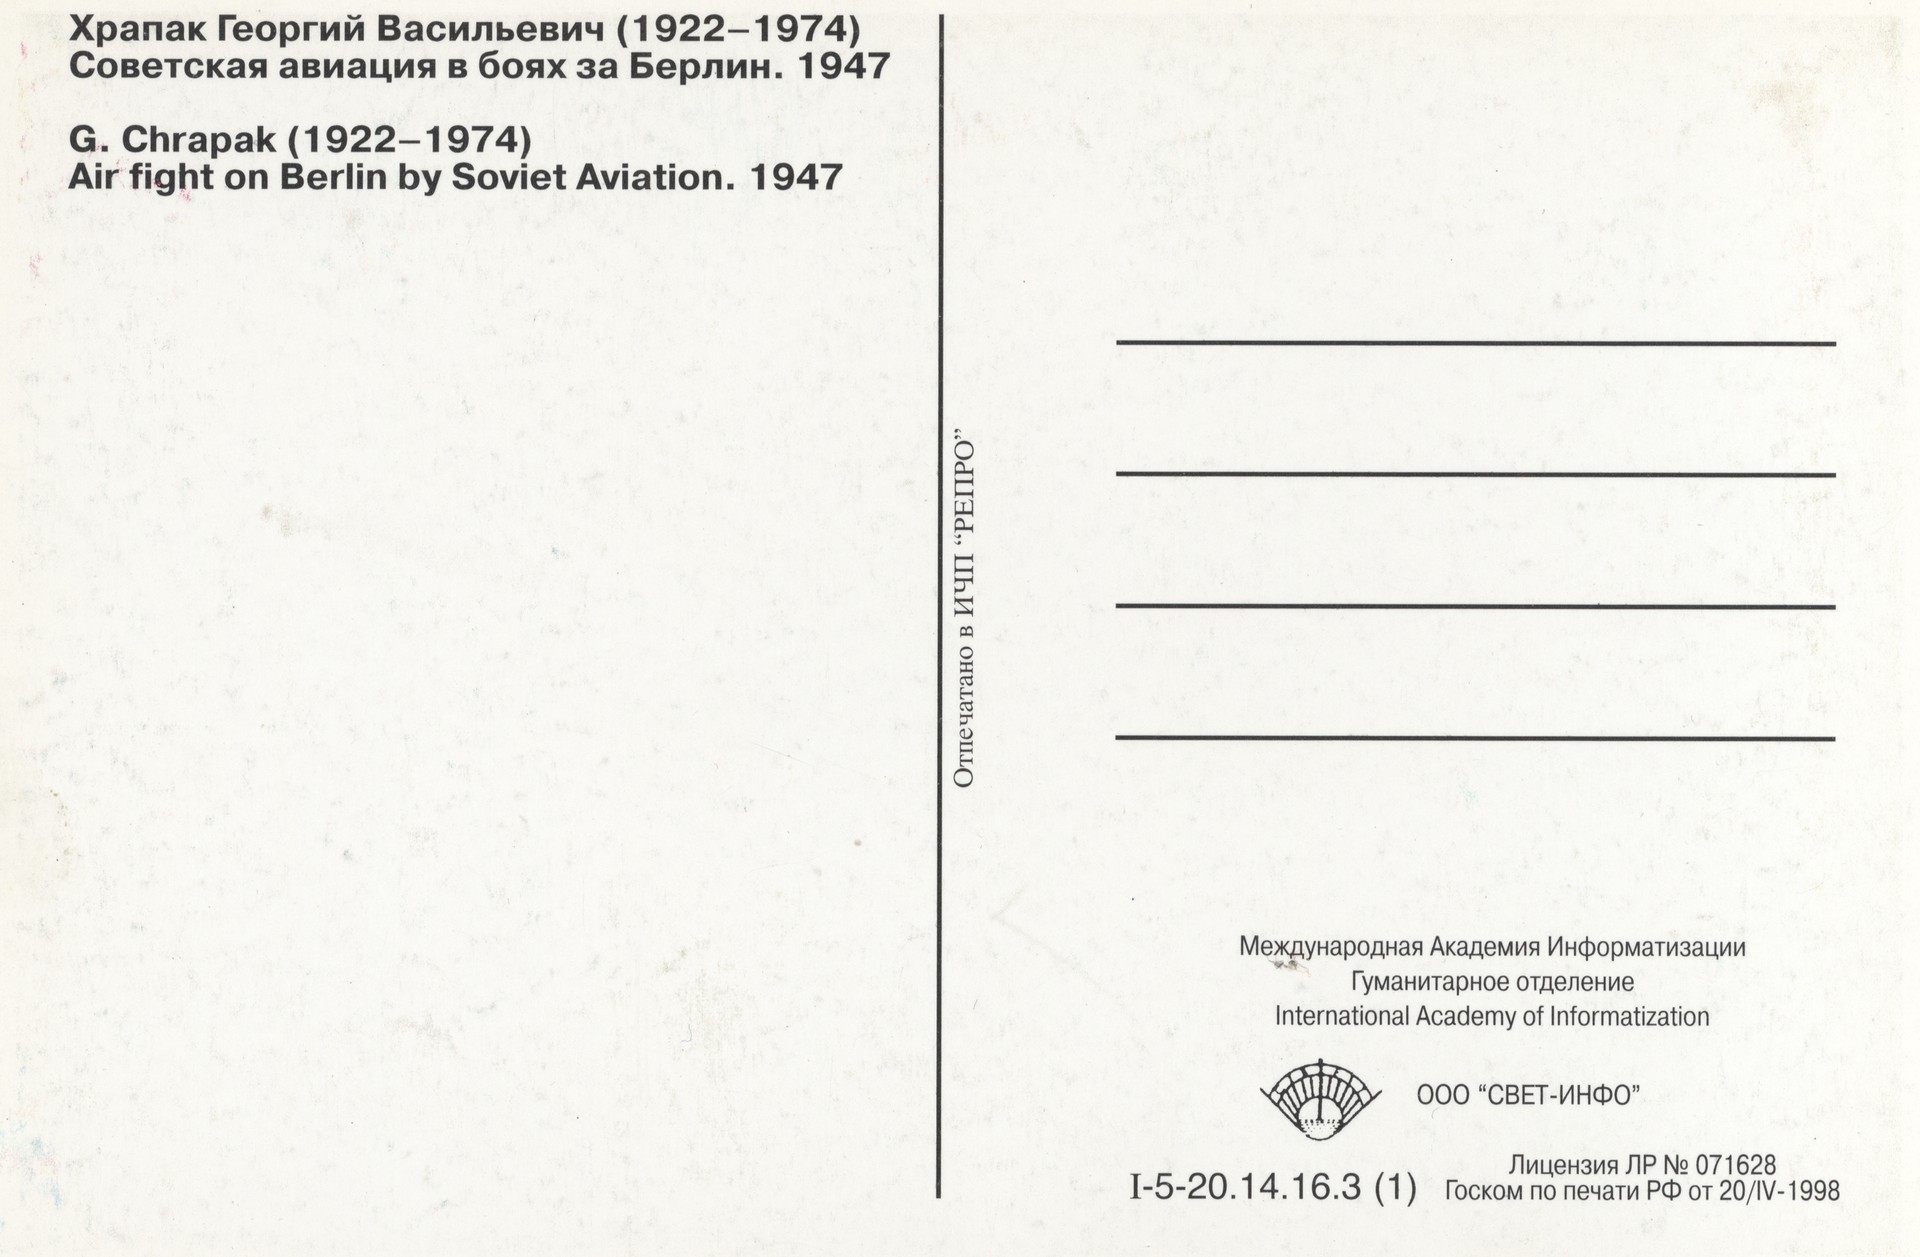 Храпак Георгий Васильевич (1922–1974)
Советская авиация в боях за Берлин. 1947
G. Chrapak (1922–1974)
Air fight on Berlin by Soviet Aviation. 1947
Отпечатано в ИЧП “РЕПРО”
Международная Академия Информатизации
Гуманитарное отделение
International Academy of Informatization
ООО “СВЕТ-ИНФО”
I-5-20.14.16.3 (1)
Лицензия ЛР № 071628
Госком по печати РФ от 20/IV-1998